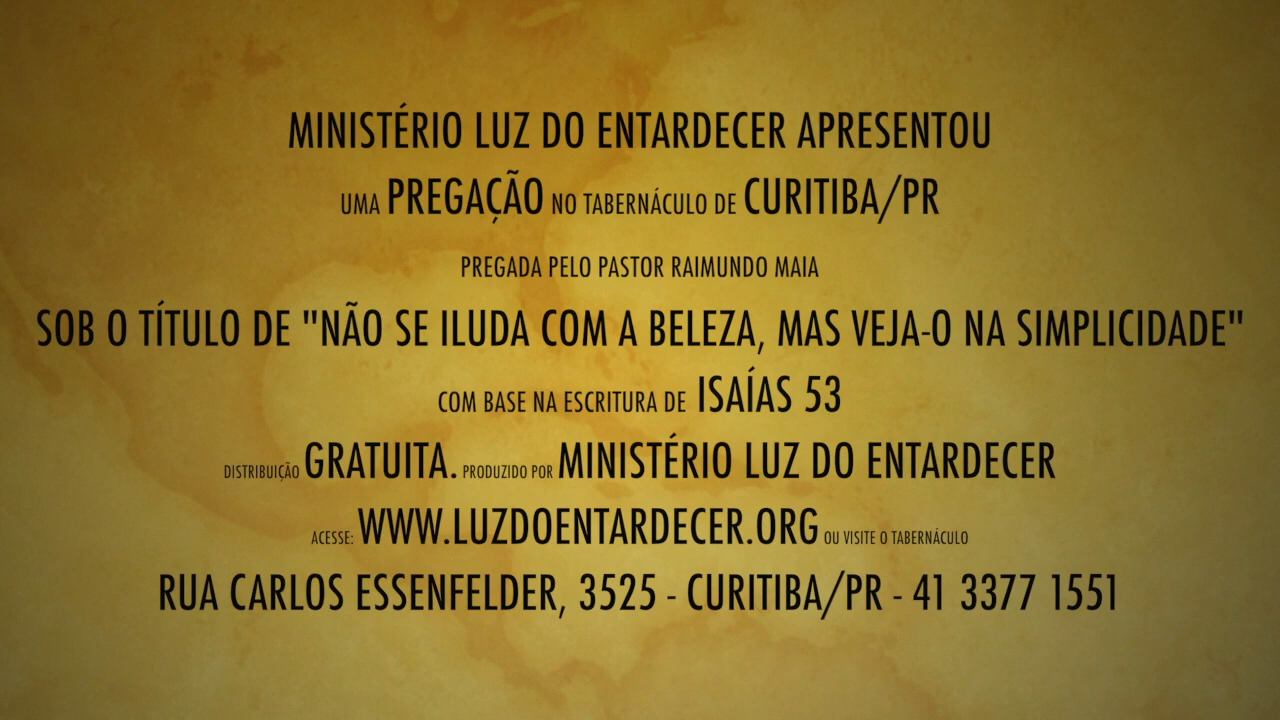 MINISTÉRIO LUZ DO ENTARDECER APRESENTOU
UMA PREGAÇÃO NO TABERNÁCULO DE CURITIBA/PR
PREGADA PELO PASTOR RAIMUNDO MAIA
SOB O TÍTULO DE "NÃO SE ILUDA COM A BELEZA, MAS VEJA-O NA SIMPLICIDADE"
COM BASE NA ESCRITURA DE ISAÍAS 53
DISTRIBUIÇÃO GRATUITA. PRODUZIDO POR MINISTÉRIO LUZ DO ENTARDECER
ACESSE: WWW.LUZDOENTARDECER.ORG OU VISITE O TABERNÁCULO
RUA CARLOS ESSENFELDER, 3525 - CURITIBA/PR - 41 3377 1551